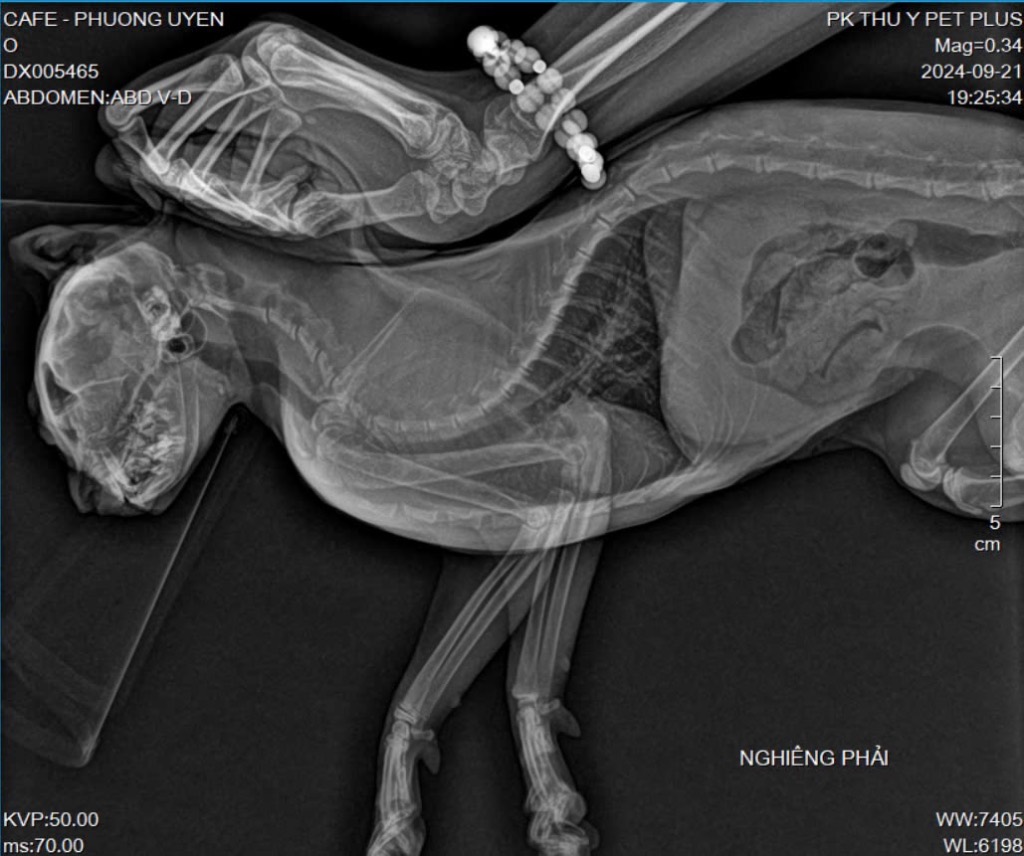 CAFE - PHUONG UYEN
O
DX005465
ABDOMEN:ABD V-D
PK THU Y PET PLUS
Mag=0.34
2024-09-21
19:25:34
5
cm
NGHIÊNG PHẢI
KVP:50.00
ms:70.00
WW:7405
WL:6198